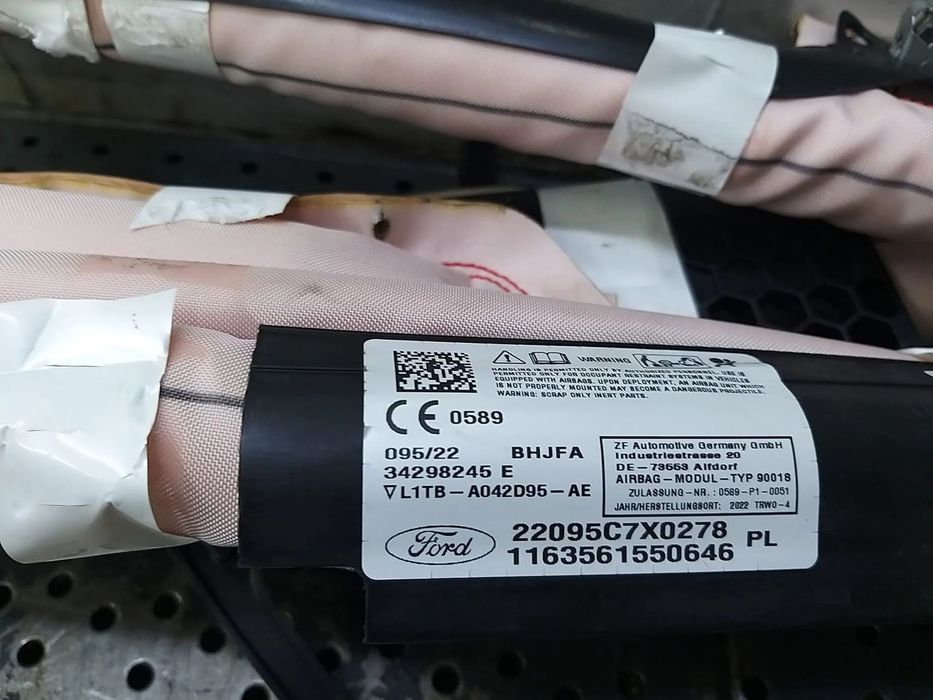 WARNING
HANDLING IS PERMITTED ONLY BY AUTHORIZED PERSONNEL. USE IS
PERMITTED ONLY FOR OCCUPANT RESTRAINT SYSTEMS IN VEHICLES
EQUIPPED WITH AIRBAGS. UPON DEPLOYMENT, AN AIRBAG UNIT WHICH
IS NOT PROPERLY MOUNTED MAY BECOME A DANGEROUS PROJECTILE.
WARNING: SCRAP ONLY INERT PARTS.
CE 0589
095/22 BHJFA
34298245 E
▽L1TB-A042D95-AE
ZF Automotive Germany GmbH
Industriestrasse 20
DE-73553 Alfdorf
AIRBAG-MODUL-TYP 90018
ZULASSUNG-NR.: 0589-P1-0051
JAHR/HERSTELLUNGSORT: 2022 TRWO-4
Ford
22095C7X0278
1163561550646 PL